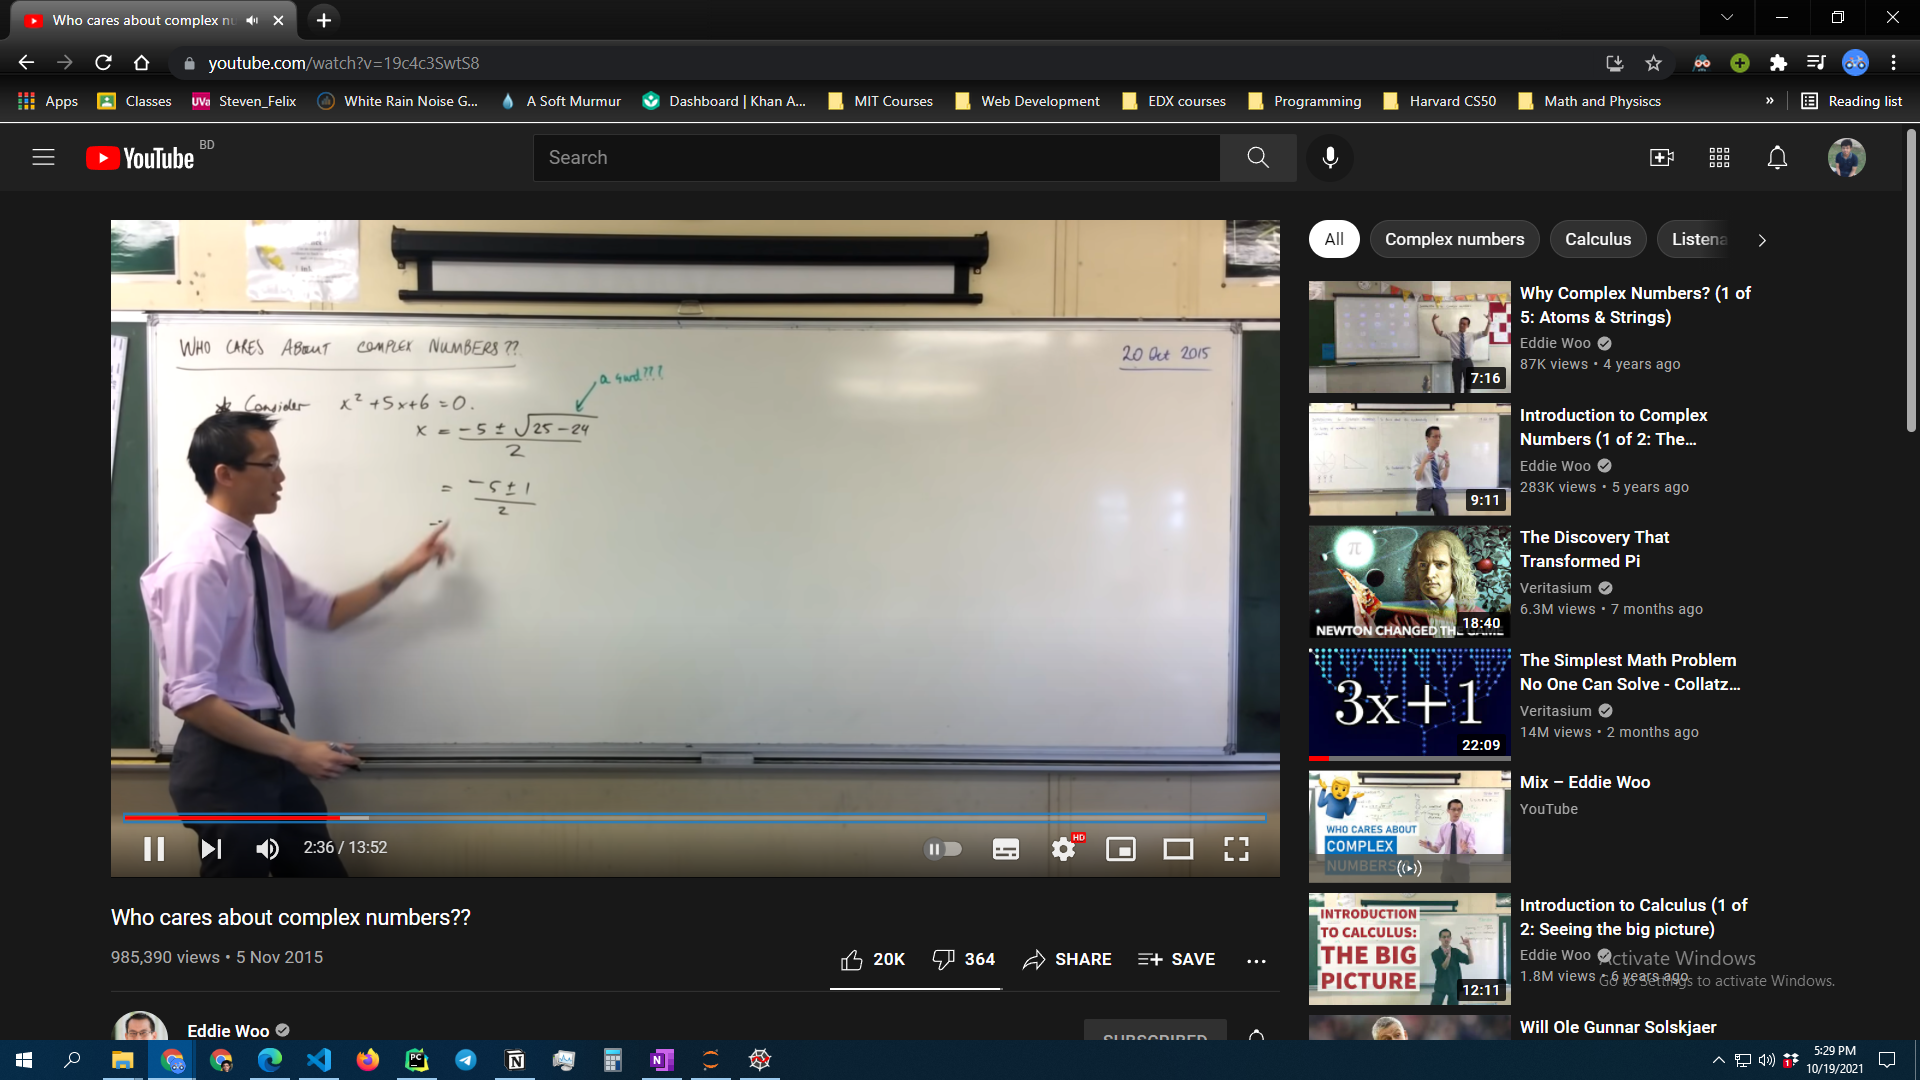 Who cares about complex nu
youtube.com/watch?v=19c4c3SwtS8
Apps
Classes
UVa
Steven_Felix
White Rain Noise G...
A Soft Murmur
Dashboard | Khan A...
MIT Courses
Web Development
EDX courses
Programming
Harvard CS50
Math and Physiscs
»
Reading list
YouTube BD
Search
WHO CARES ABOUT COMPLEX NUMBERS??
20 Oct 2015
a surd???
* Consider x² + 5x + 6 = 0.
x = −5 ± √25 − 24
2
= −5 ± 1
2
2:36 / 13:52
HD
Who cares about complex numbers??
985,390 views • 5 Nov 2015
20K
364
SHARE
SAVE
Eddie Woo
SUBSCRIBED
All
Complex numbers
Calculus
Listena
7:16
Why Complex Numbers? (1 of
5: Atoms & Strings)
Eddie Woo
87K views • 4 years ago
9:11
Introduction to Complex
Numbers (1 of 2: The...
Eddie Woo
283K views • 5 years ago
π
NEWTON CHANGED THE GAME
18:40
The Discovery That
Transformed Pi
Veritasium
6.3M views • 7 months ago
3x+1
22:09
The Simplest Math Problem
No One Can Solve - Collatz...
Veritasium
14M views • 2 months ago
WHO CARES ABOUT
COMPLEX
NUMBERS
Mix – Eddie Woo
YouTube
INTRODUCTION
TO CALCULUS:
THE BIG
PICTURE
12:11
Introduction to Calculus (1 of
2: Seeing the big picture)
Eddie Woo
1.8M views • 6 years ago
Activate Windows
Go to Settings to activate Windows.
Will Ole Gunnar Solskjaer
PC
N
N
5:29 PM
10/19/2021